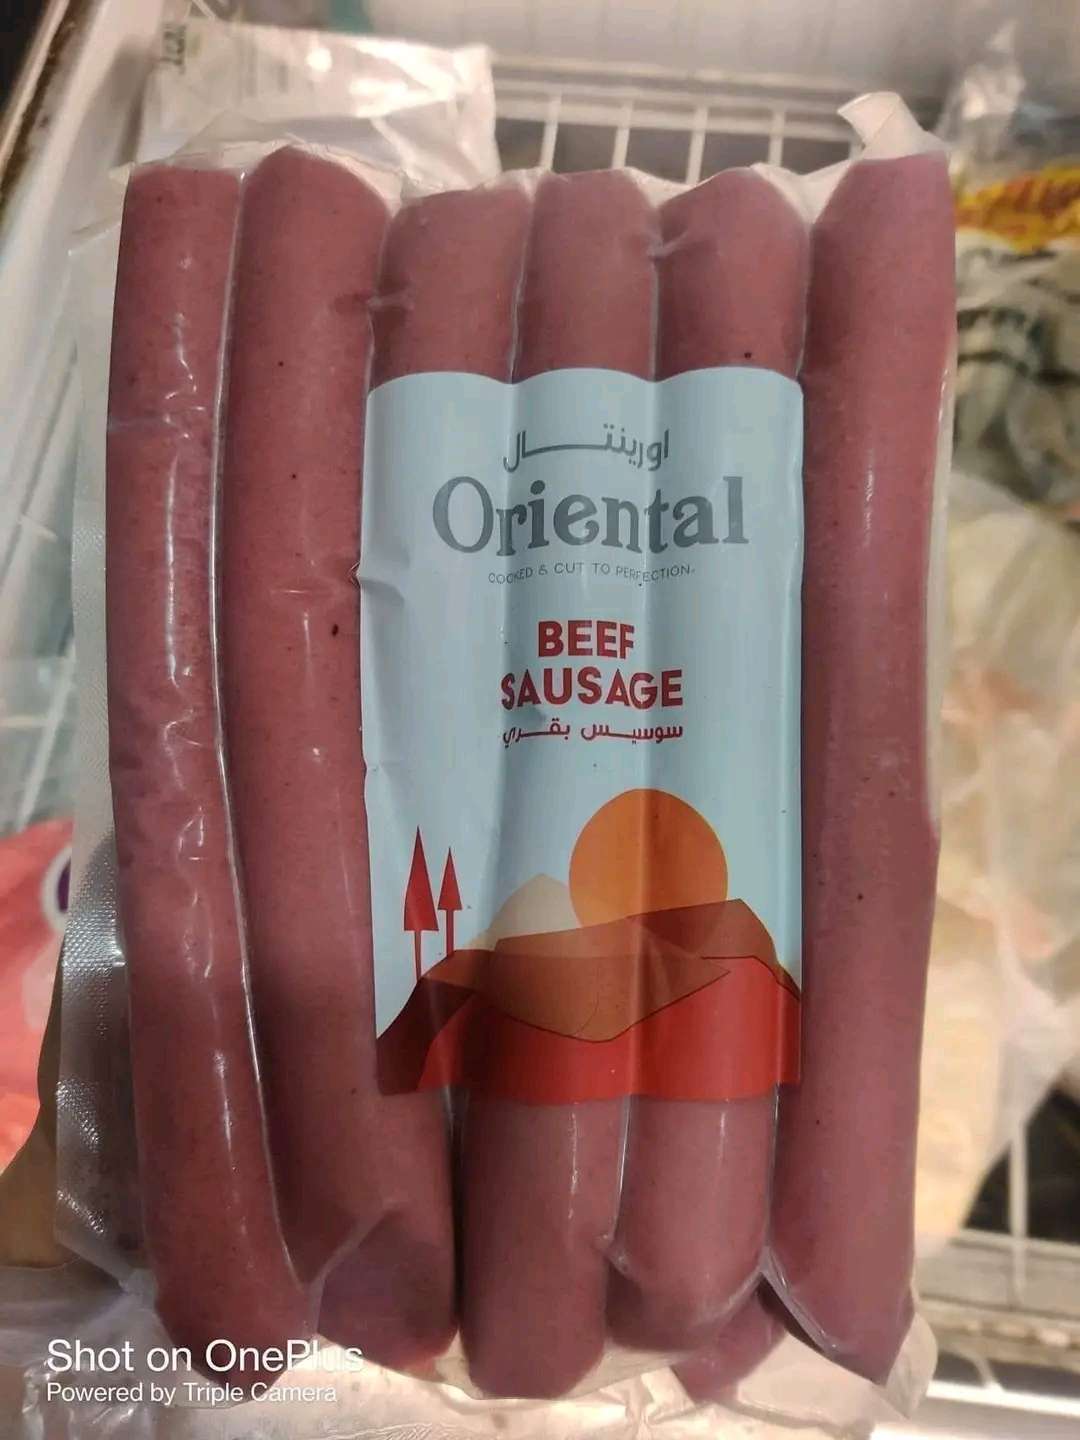 اورينتال
Oriental
COOKED & CUT TO PERFECTION.
BEEF
SAUSAGE
سوسيس بقري
Shot on OnePlus
Powered by Triple Camera